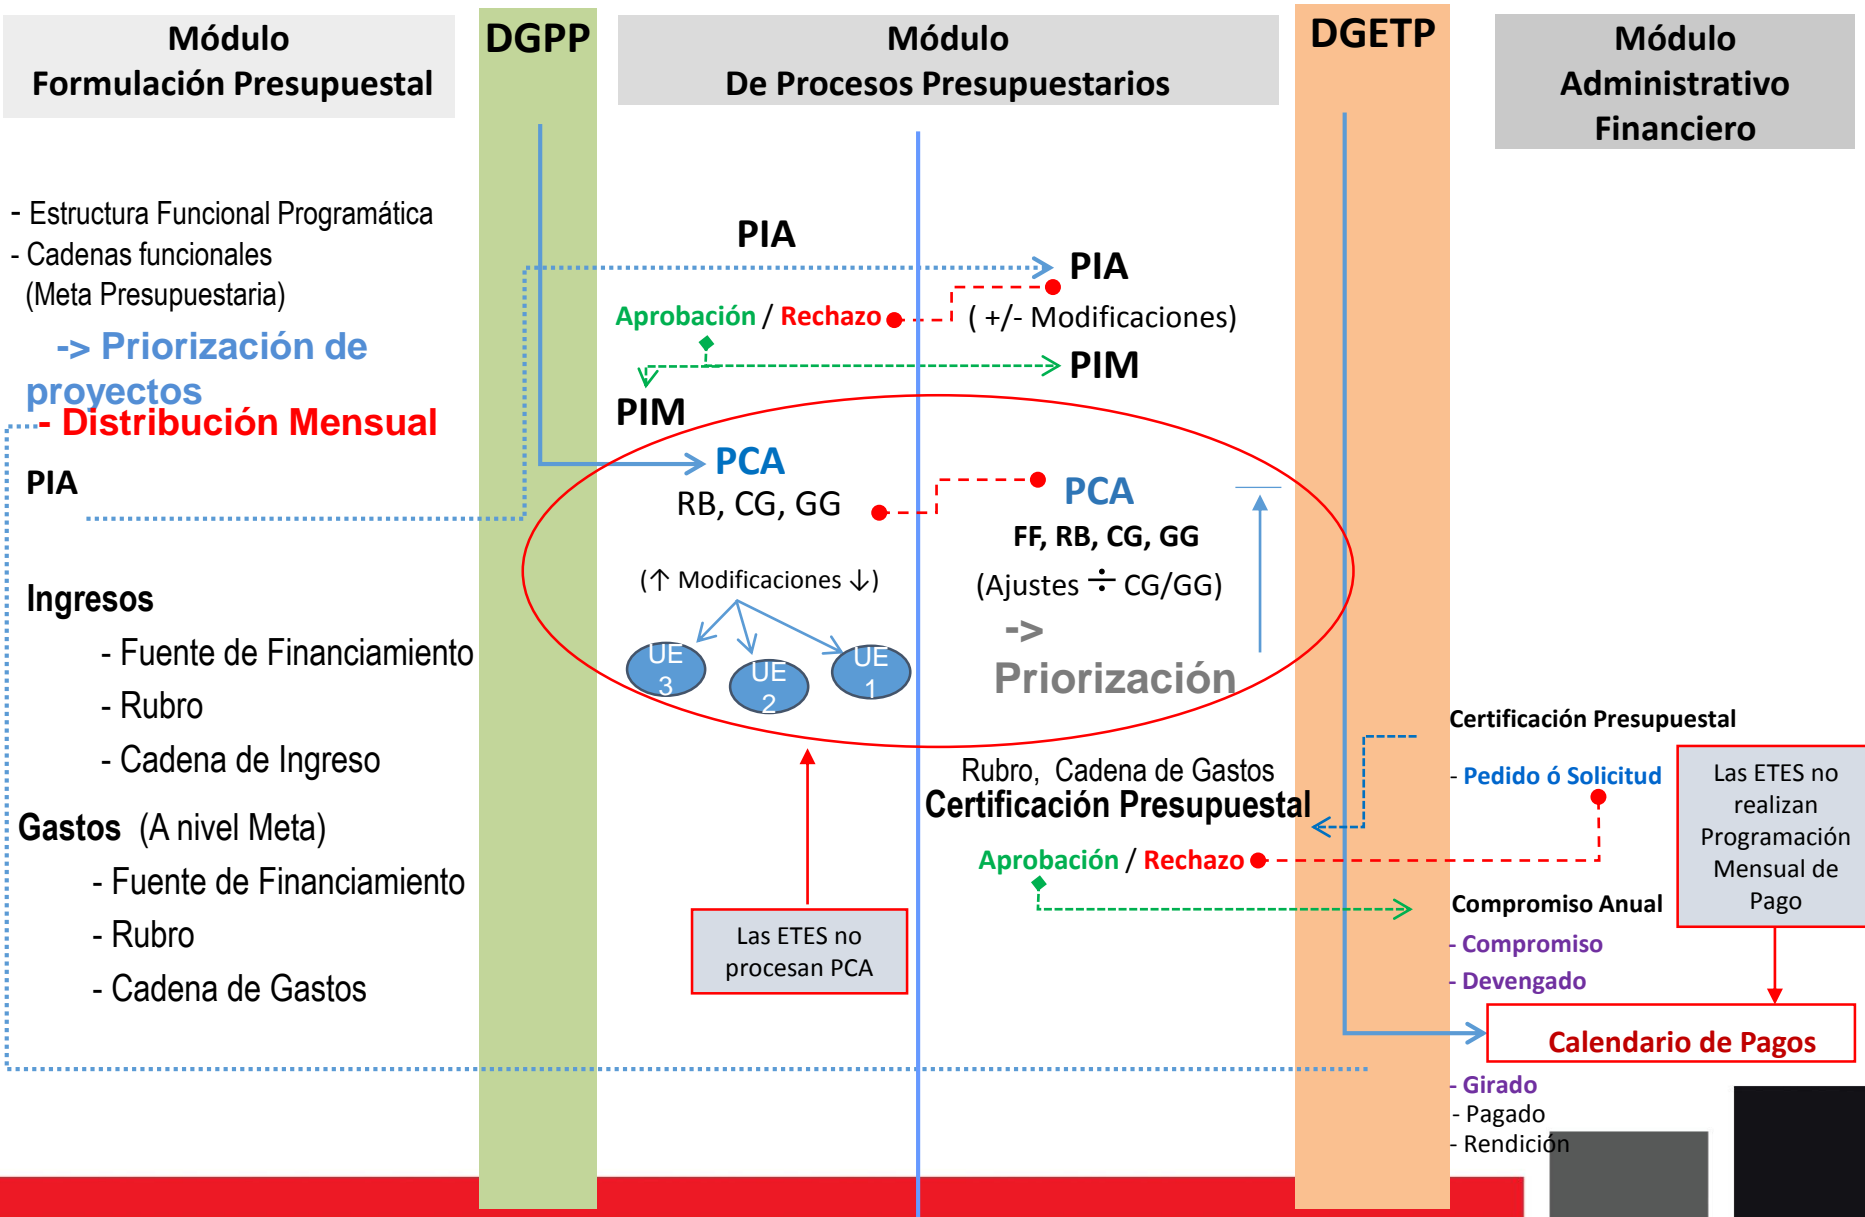 Módulo
Formulación Presupuestal
DGPP
Módulo
De Procesos Presupuestarios
DGETP
Módulo
Administrativo
Financiero
- Estructura Funcional Programática
- Cadenas funcionales
(Meta Presupuestaria)
-> Priorización de
proyectos
- Distribución Mensual
PIA
Ingresos
- Fuente de Financiamiento
- Rubro
- Cadena de Ingreso
Gastos (A nivel Meta)
- Fuente de Financiamiento
- Rubro
- Cadena de Gastos
PIA
PIA
Aprobación / Rechazo
( +/- Modificaciones)
PIM
PIM
PCA
RB, CG, GG
(↑ Modificaciones ↓)
UE
3
UE
2
UE
1
PCA
FF, RB, CG, GG
(Ajustes ÷ CG/GG)
->
Priorización
Las ETES no
procesan PCA
Rubro, Cadena de Gastos
Certificación Presupuestal
Aprobación / Rechazo
Certificación Presupuestal
- Pedido ó Solicitud
Las ETES no
realizan
Programación
Mensual de
Pago
Compromiso Anual
- Compromiso
- Devengado
Calendario de Pagos
- Girado
- Pagado
- Rendición